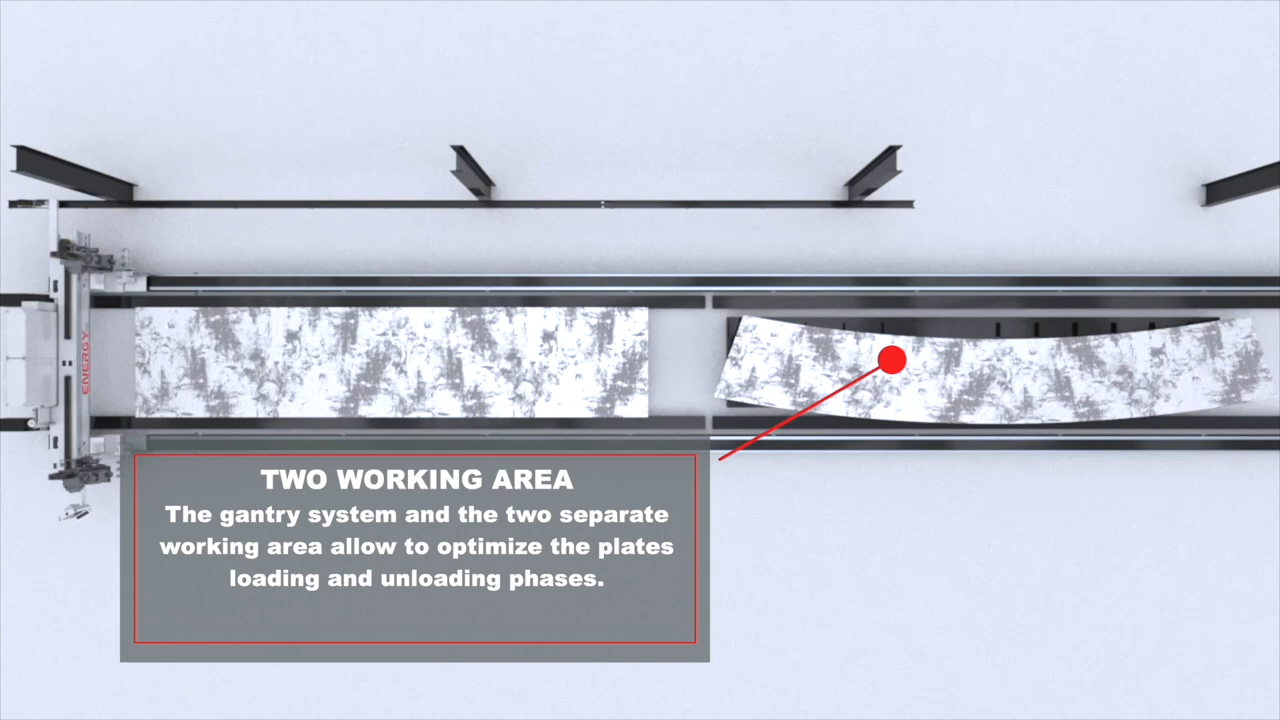 ENERGY
TWO WORKING AREA
The gantry system and the two separate
working area allow to optimize the plates
loading and unloading phases.